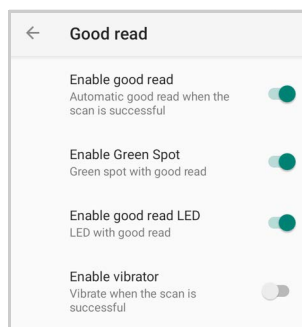 Good read
Enable good read
Automatic good read when the
scan is successful
Enable Green Spot
Green spot with good read
Enable good read LED
LED with good read
Enable vibrator
Vibrate when the scan is
successful